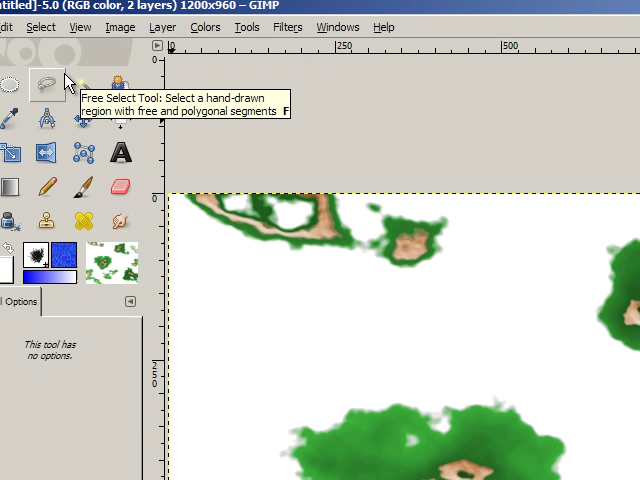 ntitled]-5.0 (RGB color, 2 layers) 1200x960 – GIMP
dit Select View Image Layer Colors Tools Filters Windows Help
0 250 500
0
Free Select Tool: Select a hand-drawn
region with free and polygonal segments F
0
l Options
This tool has
no options.
250